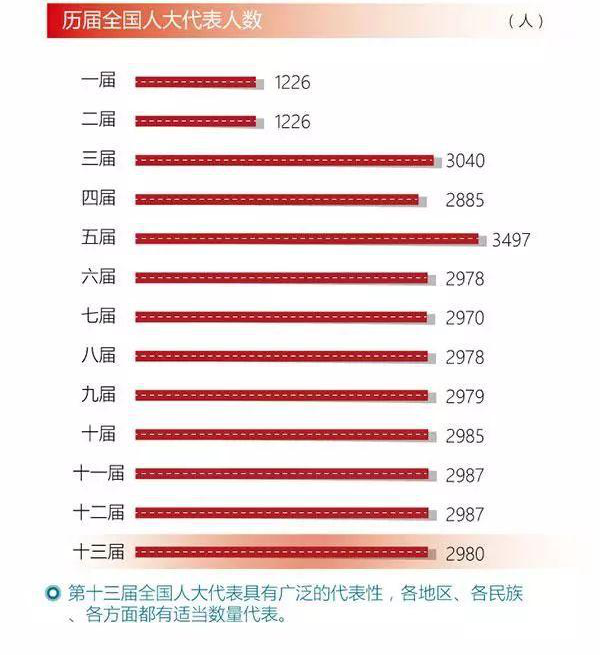 历届全国人大代表人数 （人）
一届 1226
二届 1226
三届 3040
四届 2885
五届 3497
六届 2978
七届 2970
八届 2978
九届 2979
十届 2985
十一届 2987
十二届 2987
十三届 2980
第十三届全国人大代表具有广泛的代表性，各地区、各民族
、各方面都有适当数量代表。